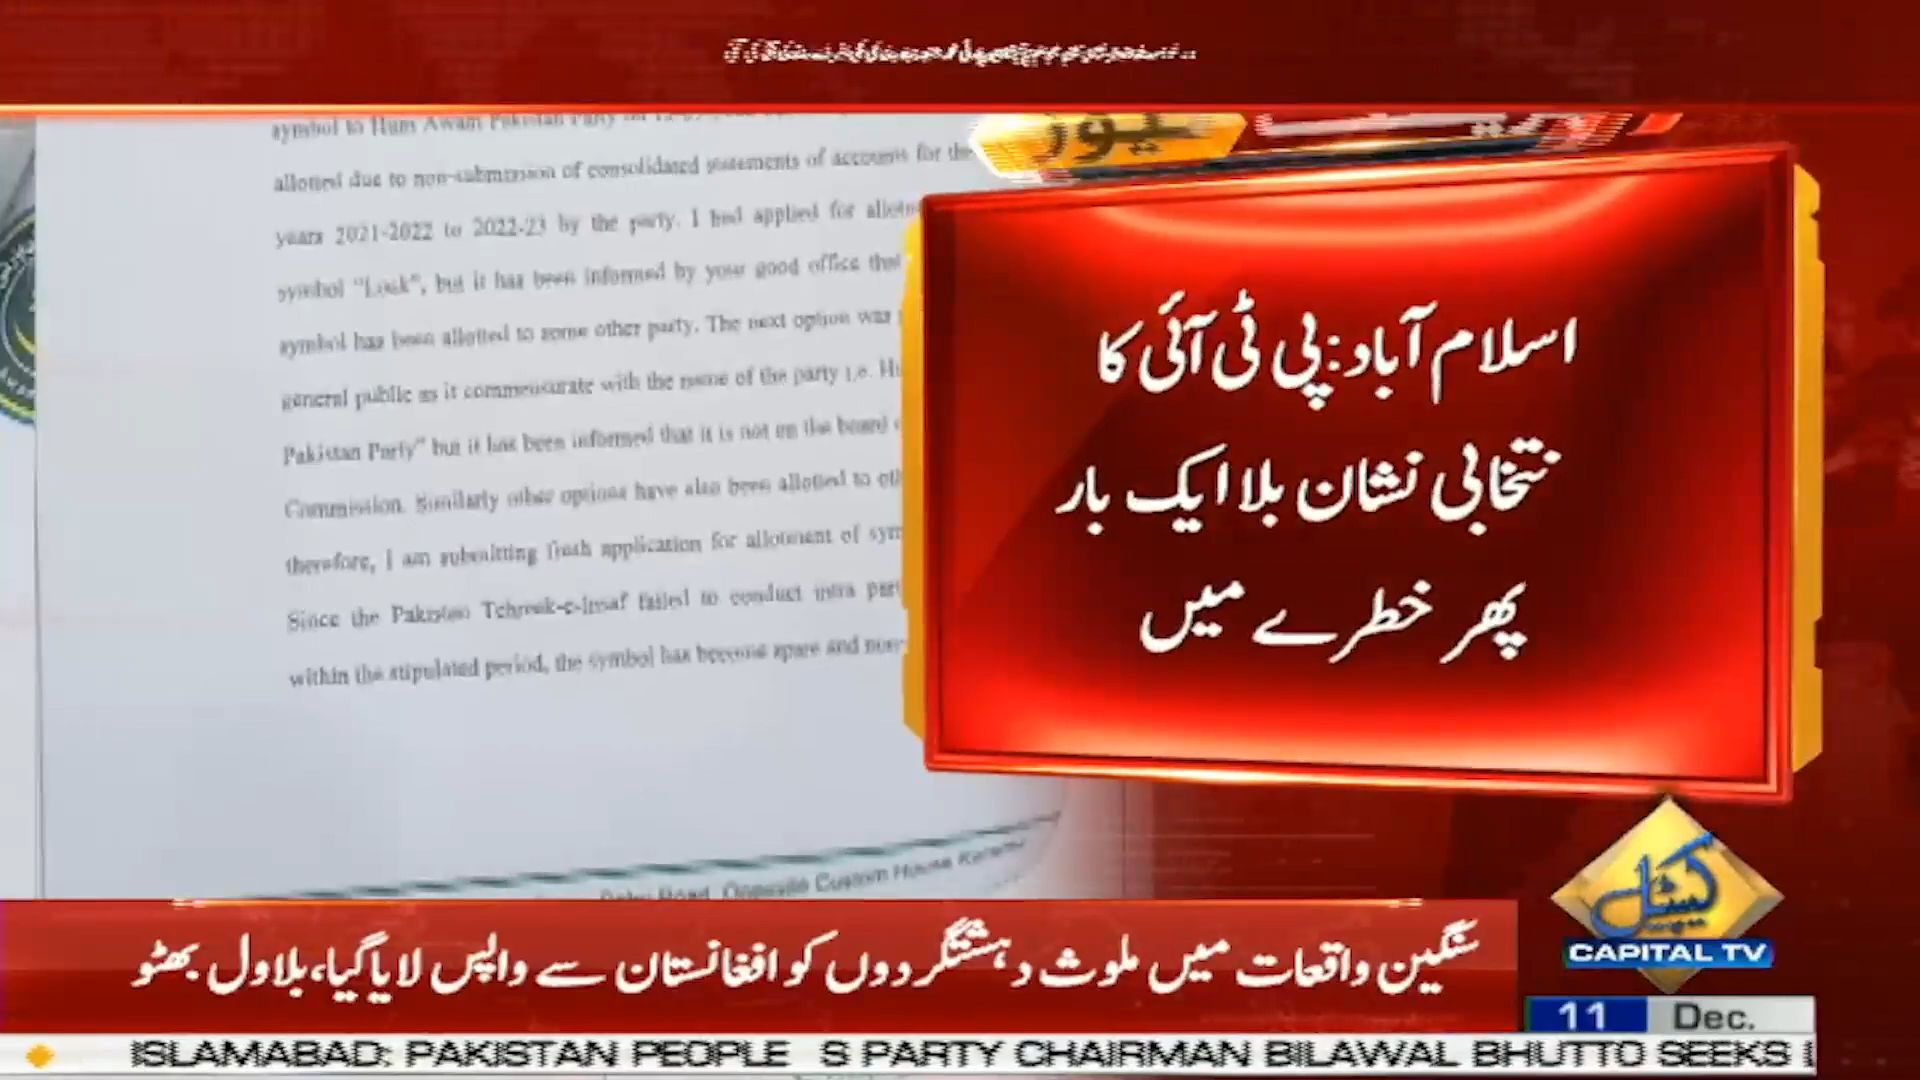 symbol to Hum Awam Pakistan Party
allotted due to non-submission of consolidated statements of accounts for the
years 2021-2022 to 2022-23 by the party. I had applied for
symbol "Lock", but it has been informed by your good office that
symbol has been allotted to some other party. The next option was
general public as it commensurate with the name of the party i.e.
Pakistan Party" but it has been informed that it is not on the board
Commission. Similarly other options have also been allotted to
therefore, I am submitting fresh application for allotment of
Since the Pakistan Tehreek-e-Insaf failed to conduct intra
within the stipulated period, the symbol has become spare and
Road, Opposite Custom House
نیوز
اسلام آباد: پی ٹی آئی کا
نتخابی نشان بلا ایک بار
پھر خطرے میں
کیپیٹل
CAPITAL TV
سنگین واقعات میں ملوث دہشتگردوں کو افغانستان سے واپس لایا گیا، بلاول بھٹو
11 Dec.
ISLAMABAD: PAKISTAN PEOPLE S PARTY CHAIRMAN BILAWAL BHUTTO SEEKS